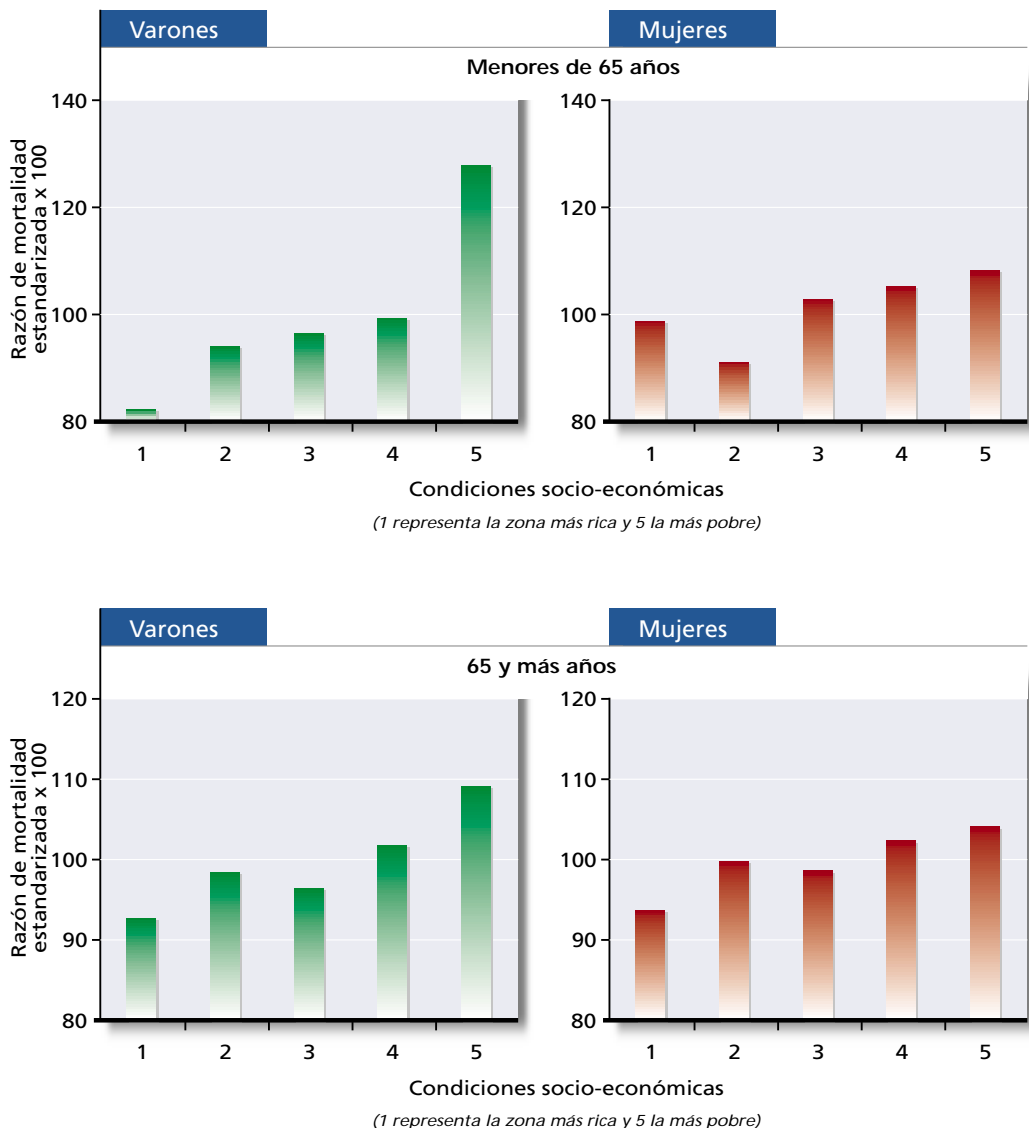 Varones
Mujeres
Menores de 65 años
Razón de mortalidad
estandarizada x 100
140
120
100
80
1 2 3 4 5
140
120
100
80
1 2 3 4 5
Condiciones socio-económicas
(1 representa la zona más rica y 5 la más pobre)
Varones
Mujeres
65 y más años
Razón de mortalidad
estandarizada x 100
120
110
100
90
80
1 2 3 4 5
120
110
100
90
80
1 2 3 4 5
Condiciones socio-económicas
(1 representa la zona más rica y 5 la más pobre)